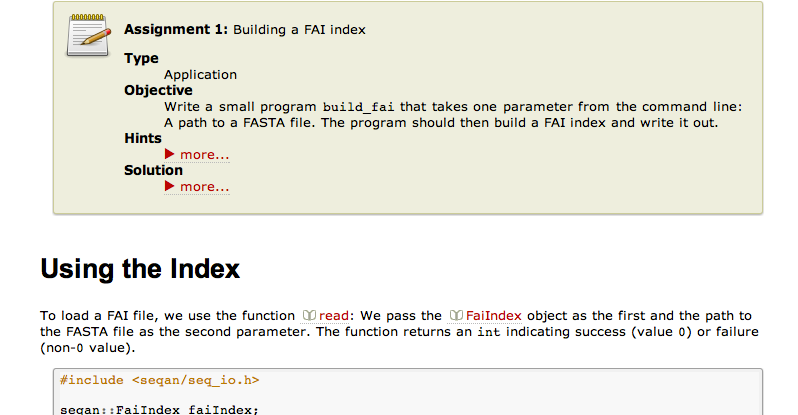 Assignment 1: Building a FAI index
Type
Application
Objective
Write a small program build_fai that takes one parameter from the command line:
A path to a FASTA file. The program should then build a FAI index and write it out.
Hints
more...
Solution
more...
Using the Index
To load a FAI file, we use the function read: We pass the FaiIndex object as the first and the path to
the FASTA file as the second parameter. The function returns an int indicating success (value 0) or failure
(non-0 value).
#include <seqan/seq_io.h>
seqan::FaiIndex faiIndex;